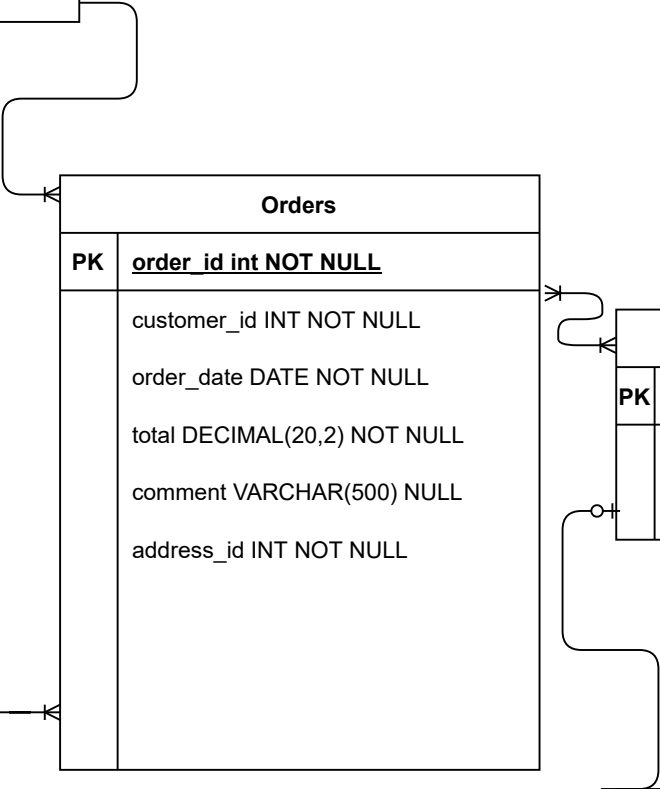 Orders
PK order_id int NOT NULL
customer_id INT NOT NULL
order_date DATE NOT NULL
total DECIMAL(20,2) NOT NULL
comment VARCHAR(500) NULL
address_id INT NOT NULL
PK